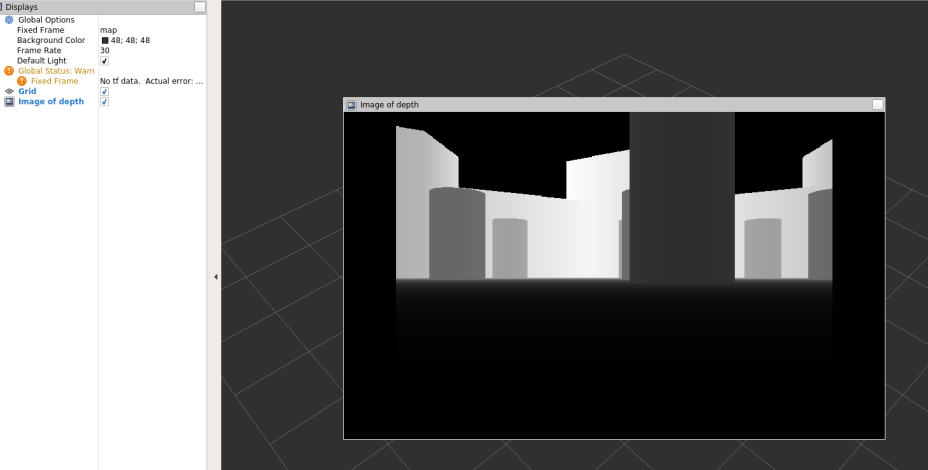 Displays
Global Options
Fixed Frame map
Background Color 48; 48; 48
Frame Rate 30
Default Light ✔
Global Status: Warn
Fixed Frame No tf data. Actual error: ...
Grid ✔
Image of depth ✔
Image of depth